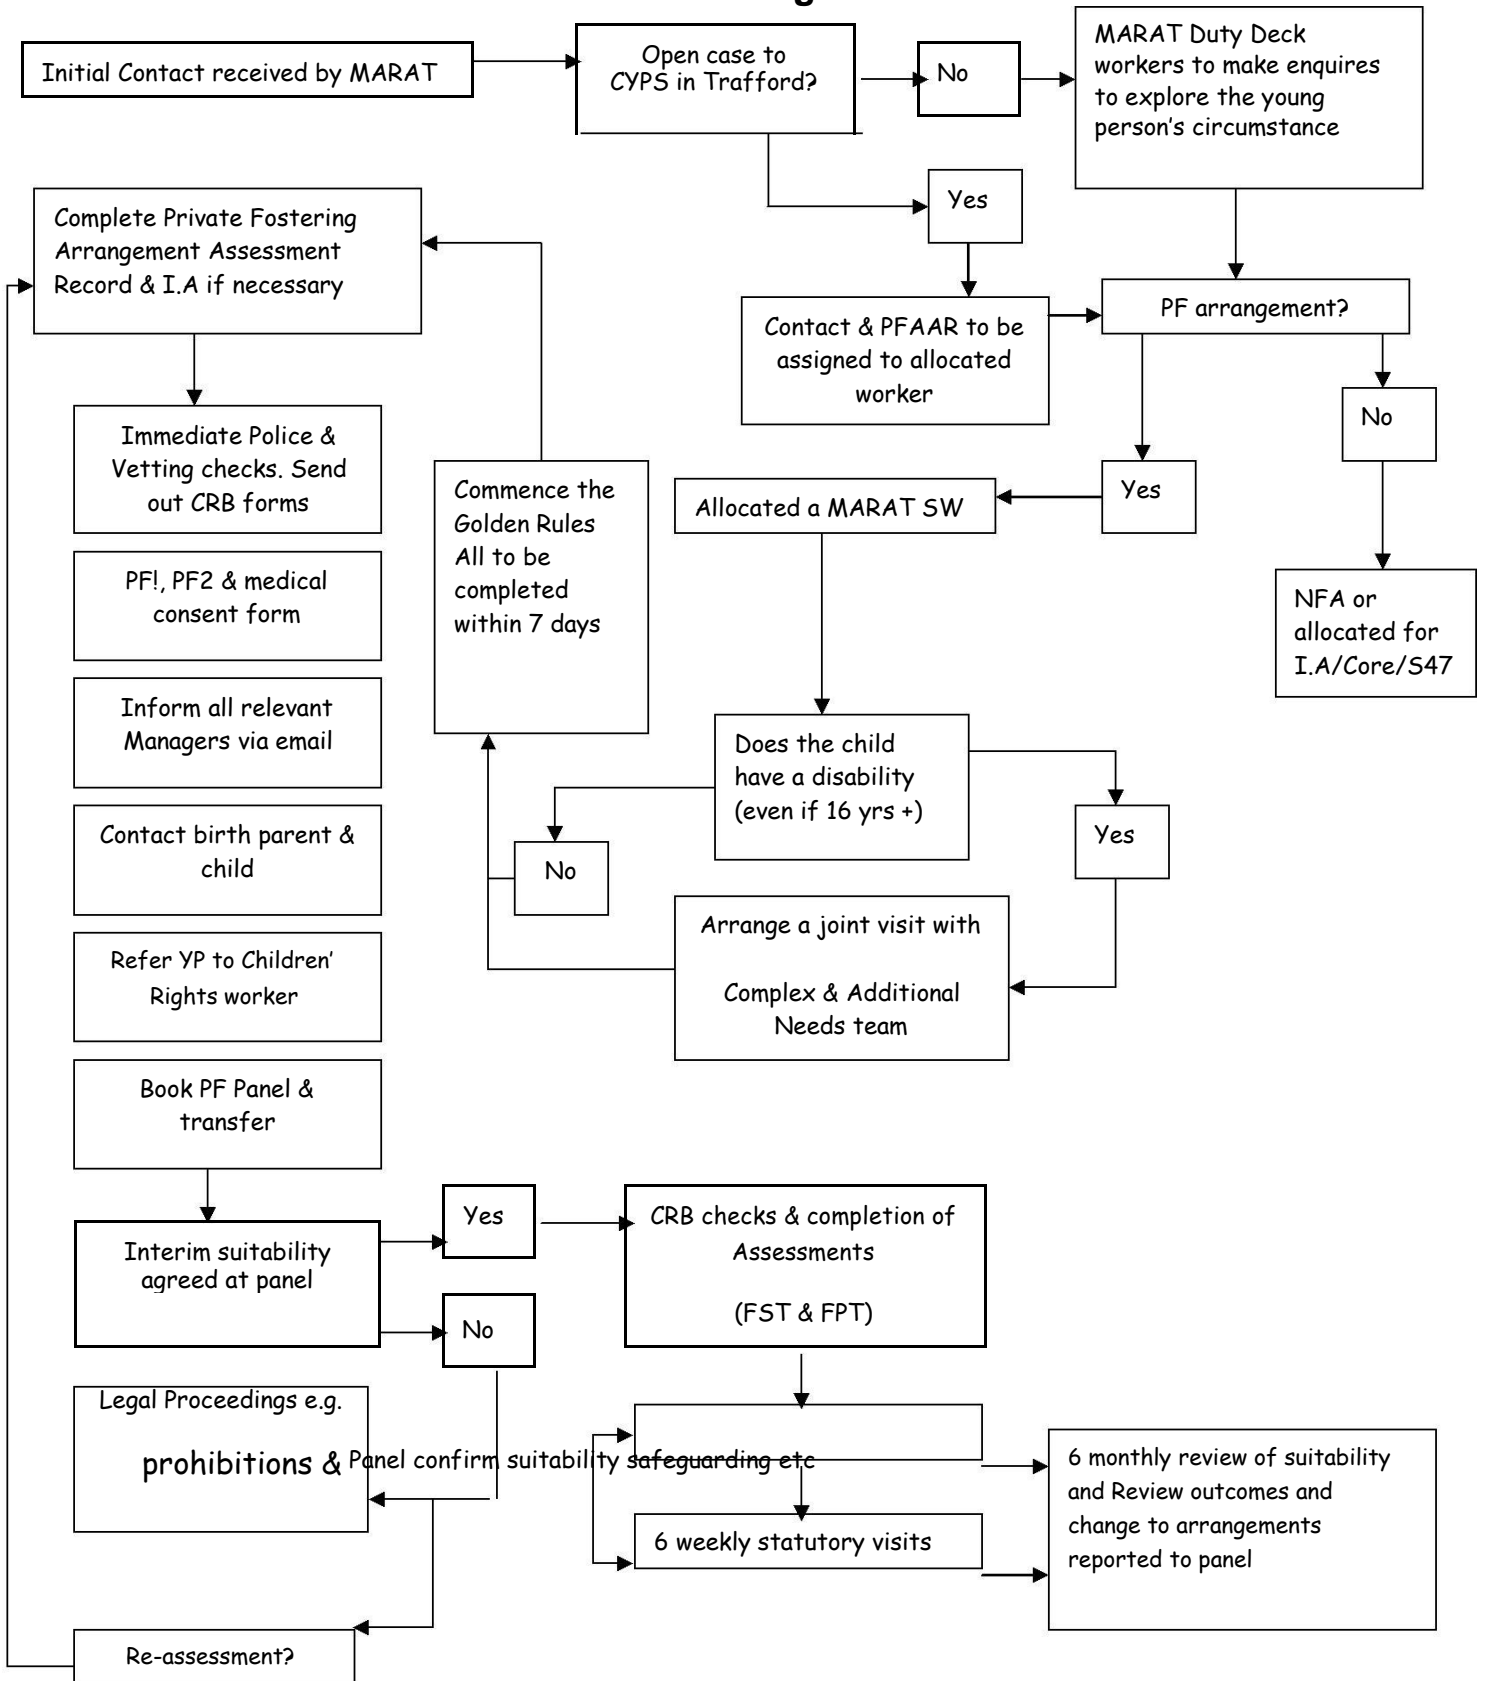 Initial Contact received by MARAT
Open case to
CYPS in Trafford?
No
MARAT Duty Deck
workers to make enquires
to explore the young
person's circumstance
Yes
Complete Private Fostering
Arrangement Assessment
Record & I.A if necessary
Contact & PFAAR to be
assigned to allocated
worker
PF arrangement?
No
Yes
Allocated a MARAT SW
NFA or
allocated for
I.A/Core/S47
Immediate Police &
Vetting checks. Send
out CRB forms
Commence the
Golden Rules
All to be
completed
within 7 days
PF!, PF2 & medical
consent form
Inform all relevant
Managers via email
Does the child
have a disability
(even if 16 yrs +)
Yes
No
Contact birth parent &
child
Arrange a joint visit with
Complex & Additional
Needs team
Refer YP to Children'
Rights worker
Book PF Panel &
transfer
Interim suitability
agreed at panel
Yes
No
CRB checks & completion of
Assessments
(FST & FPT)
Legal Proceedings e.g.
prohibitions & Panel confirm suitability safeguarding etc
6 weekly statutory visits
6 monthly review of suitability
and Review outcomes and
change to arrangements
reported to panel
Re-assessment?